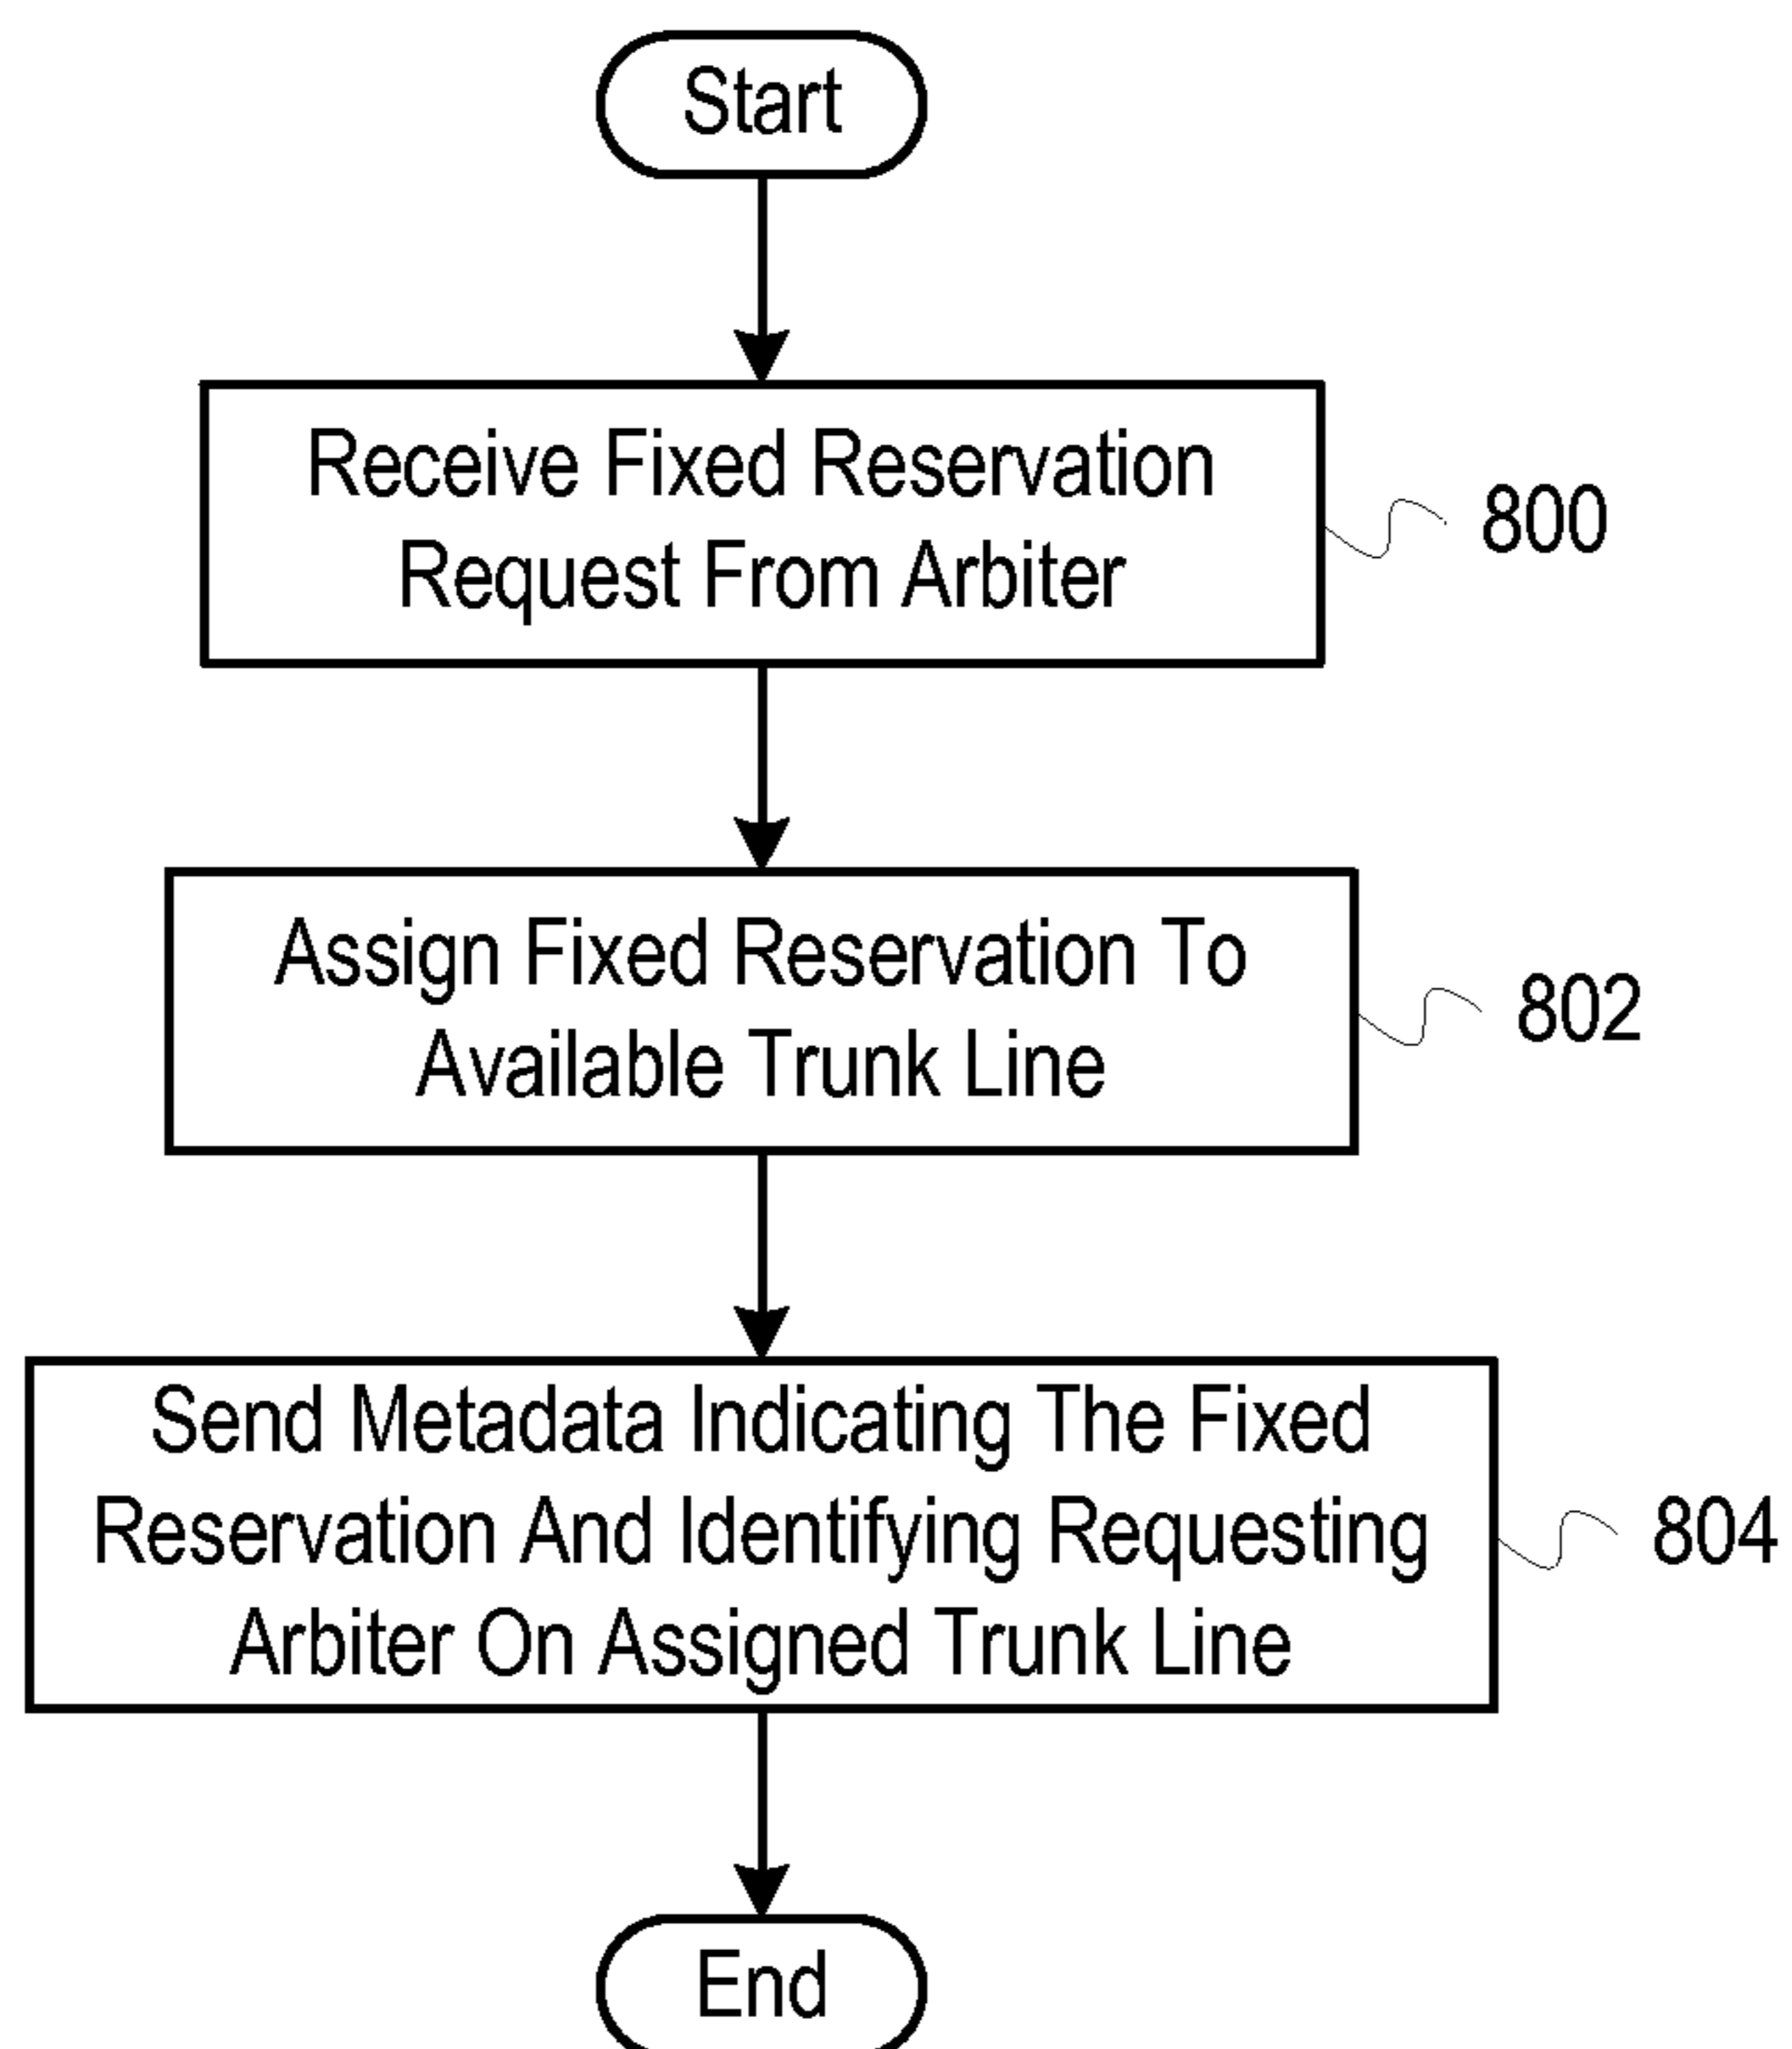 Start
Receive Fixed Reservation
Request From Arbiter
800
Assign Fixed Reservation To
Available Trunk Line
802
Send Metadata Indicating The Fixed
Reservation And Identifying Requesting
Arbiter On Assigned Trunk Line
804
End